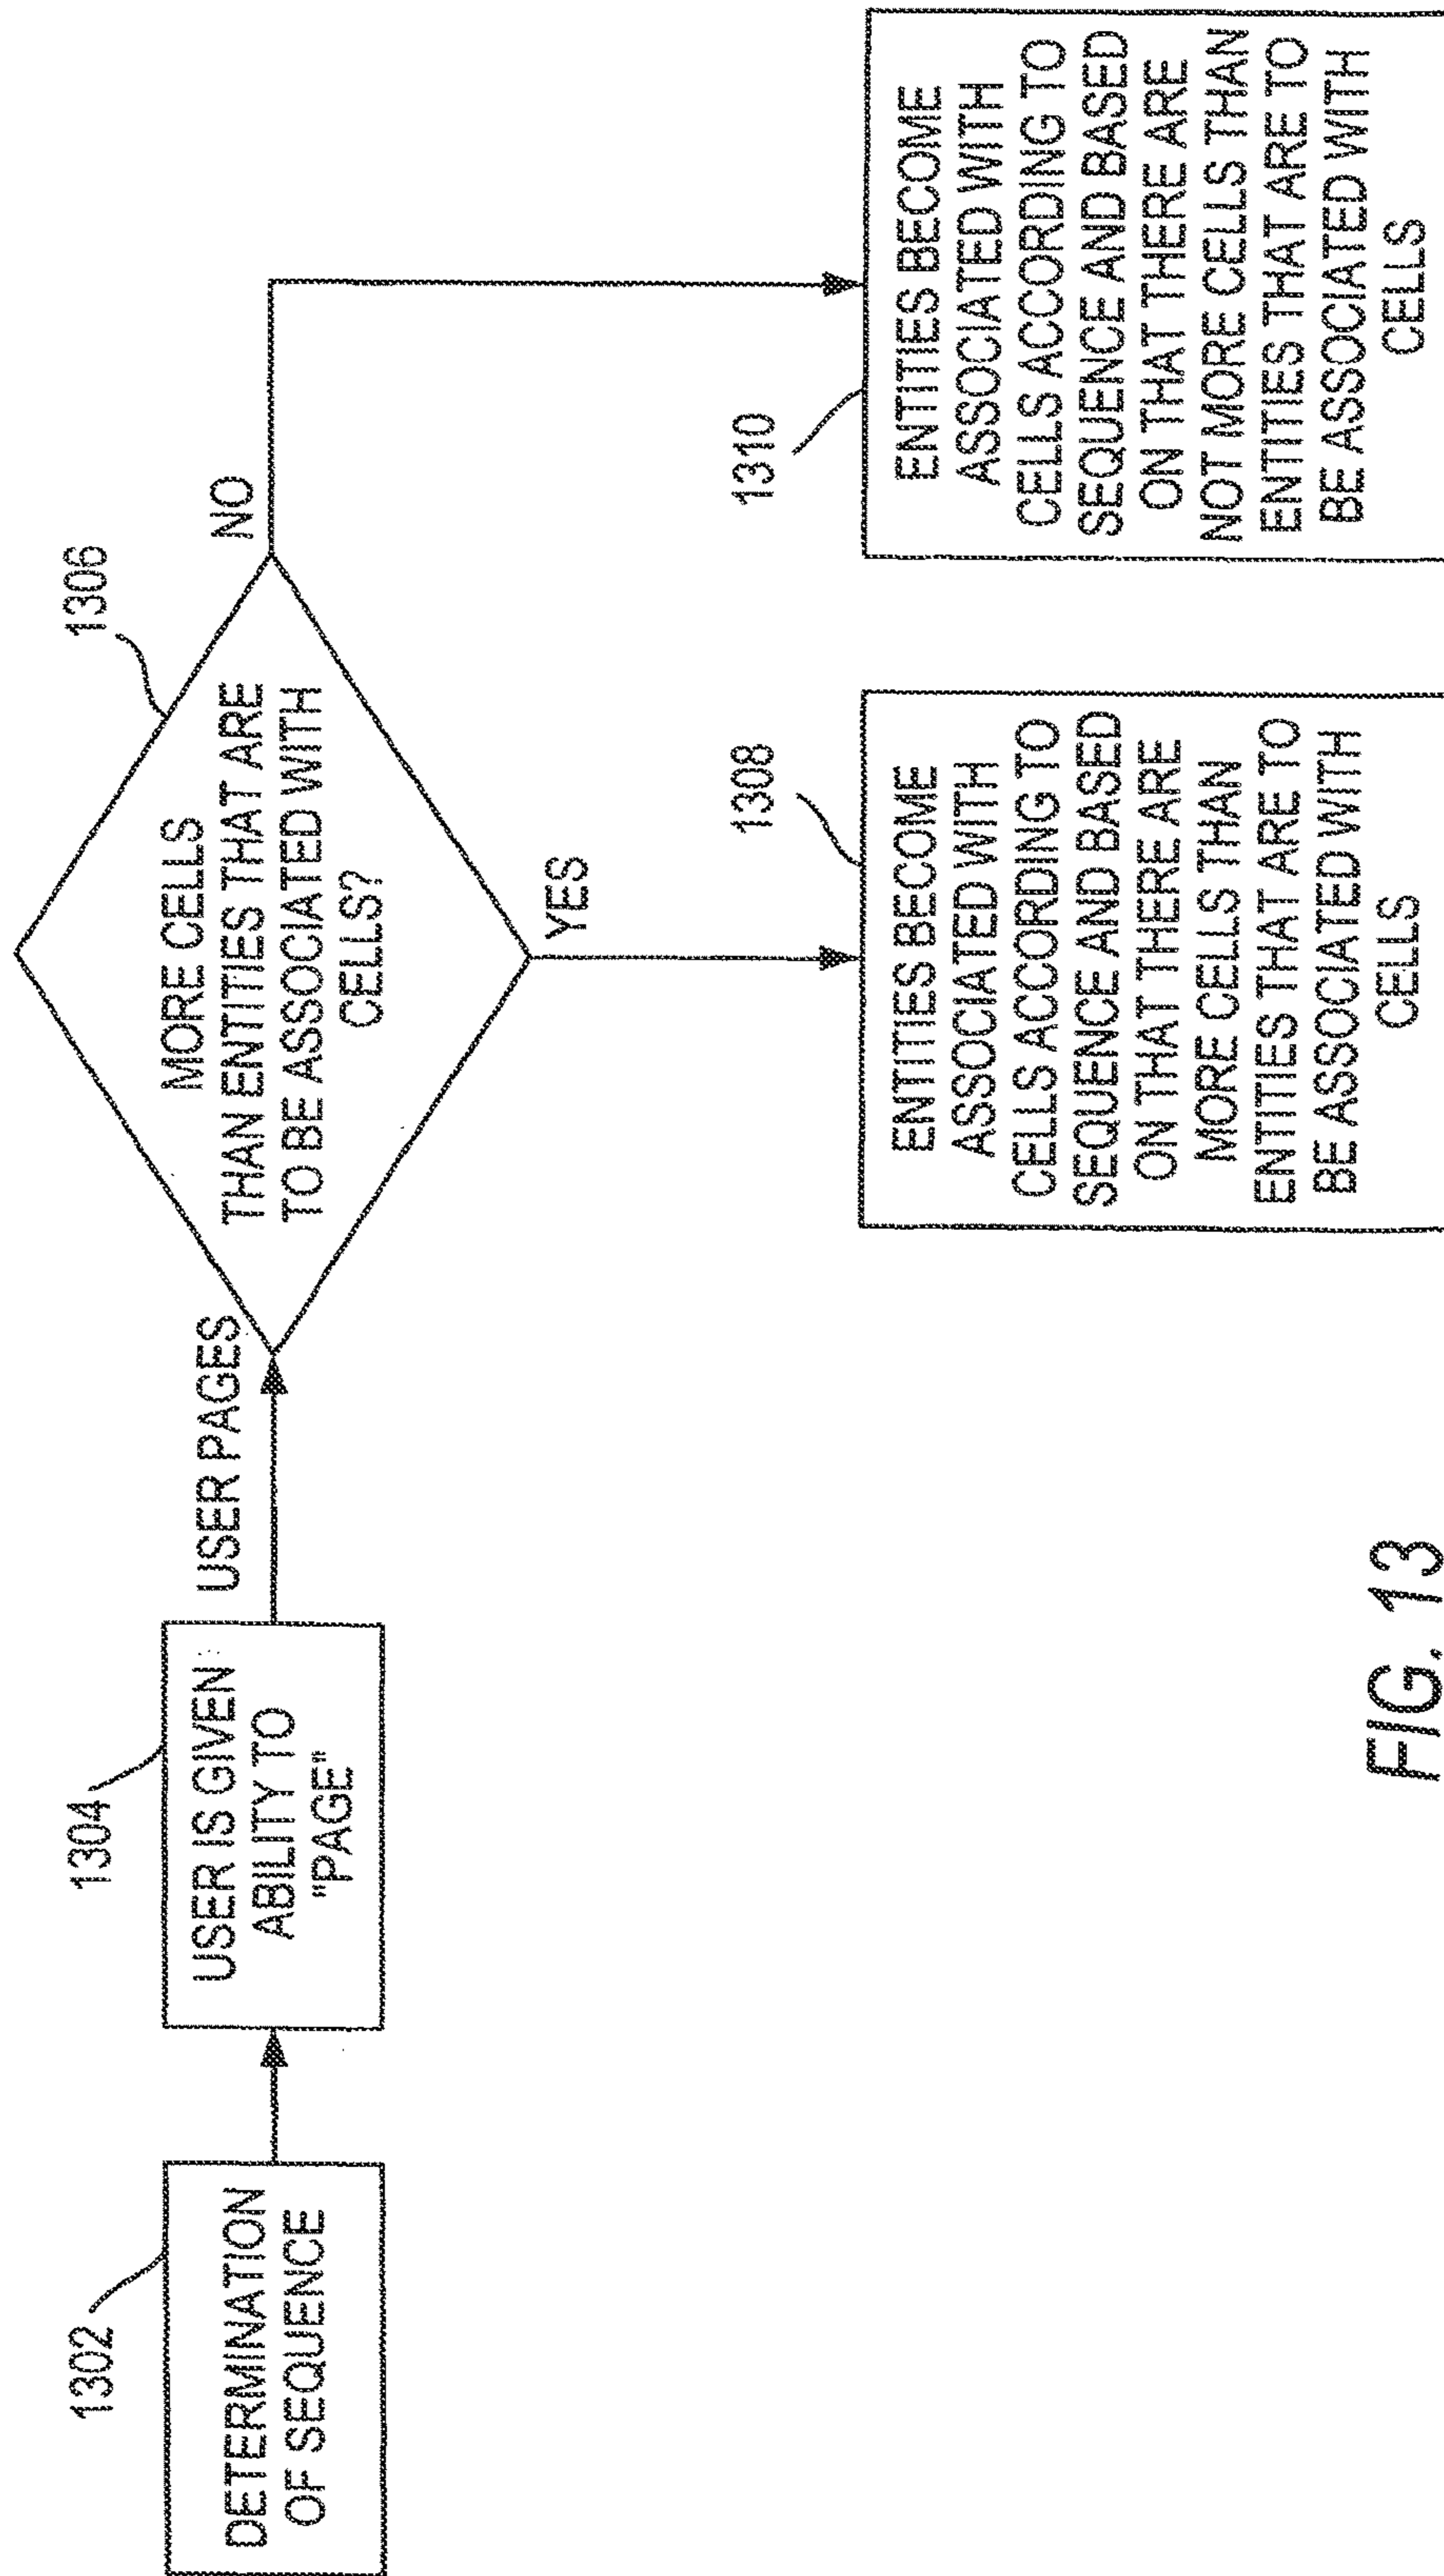 1302
DETERMINATION
OF SEQUENCE
1304
USER IS GIVEN
ABILITY TO
"PAGE"
USER PAGES
1306
MORE CELLS
THAN ENTITIES THAT ARE
TO BE ASSOCIATED WITH
CELLS?
NO
YES
1308
ENTITIES BECOME
ASSOCIATED WITH
CELLS ACCORDING TO
SEQUENCE AND BASED
ON THAT THERE ARE
MORE CELLS THAN
ENTITIES THAT ARE TO
BE ASSOCIATED WITH
CELLS
1310
ENTITIES BECOME
ASSOCIATED WITH
CELLS ACCORDING TO
SEQUENCE AND BASED
ON THAT THERE ARE
NOT MORE CELLS THAN
ENTITIES THAT ARE TO
BE ASSOCIATED WITH
CELLS
FIG. 13